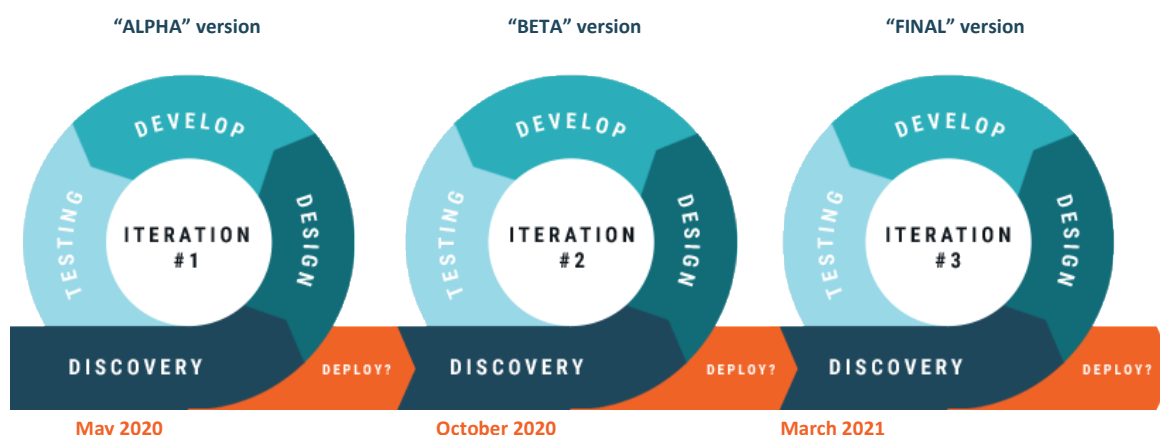 “ALPHA” version
“BETA” version
“FINAL” version
DEVELOP
DESIGN
TESTING
ITERATION
#1
DISCOVERY
DEPLOY?
DEVELOP
DESIGN
TESTING
ITERATION
#2
DISCOVERY
DEPLOY?
DEVELOP
DESIGN
TESTING
ITERATION
#3
DISCOVERY
DEPLOY?
May 2020
October 2020
March 2021